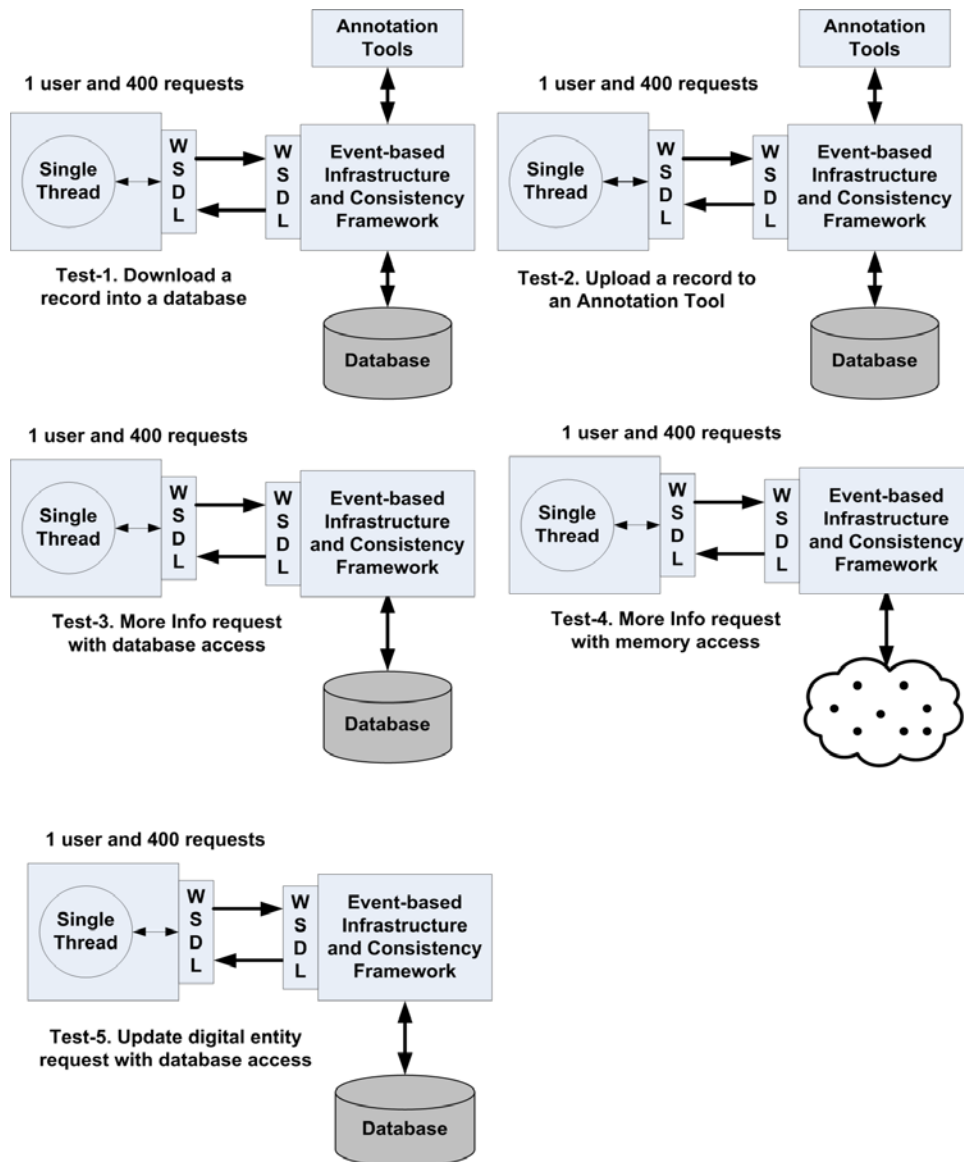 Annotation
Tools
1 user and 400 requests
Single
Thread
W
S
D
L
W
S
D
L
Event-based
Infrastructure
and Consistency
Framework
Test-1. Download a
record into a database
Database
Annotation
Tools
1 user and 400 requests
Single
Thread
W
S
D
L
W
S
D
L
Event-based
Infrastructure
and Consistency
Framework
Test-2. Upload a record to
an Annotation Tool
Database
1 user and 400 requests
Single
Thread
W
S
D
L
W
S
D
L
Event-based
Infrastructure
and Consistency
Framework
Test-3. More Info request
with database access
Database
1 user and 400 requests
Single
Thread
W
S
D
L
W
S
D
L
Event-based
Infrastructure
and Consistency
Framework
Test-4. More Info request
with memory access
1 user and 400 requests
Single
Thread
W
S
D
L
W
S
D
L
Event-based
Infrastructure
and Consistency
Framework
Test-5. Update digital entity
request with database access
Database